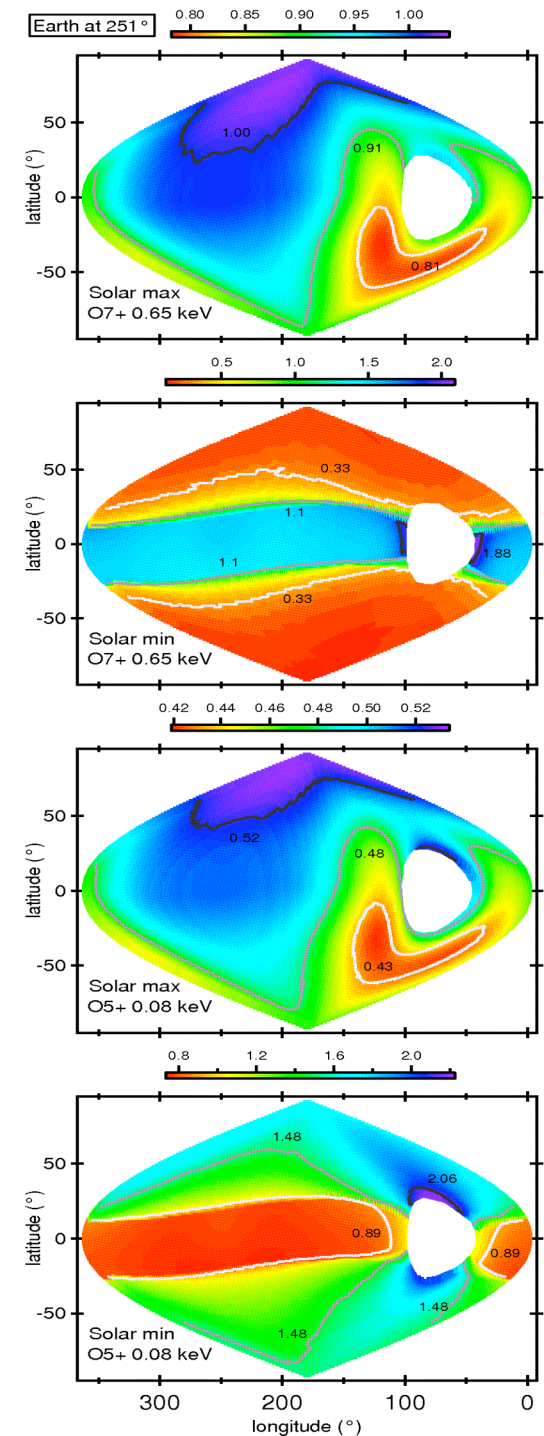 Earth at 251°
0.80 0.85 0.90 0.95 1.00
latitude (°)
50
0
-50
1.00
0.91
0.81
Solar max
O7+ 0.65 keV
0.5 1.0 1.5 2.0
latitude (°)
50
0
-50
0.33
1.1
1.88
1.1
0.33
Solar min
O7+ 0.65 keV
0.42 0.44 0.46 0.48 0.50 0.52
latitude (°)
50
0
-50
0.52
0.48
0.43
Solar max
O5+ 0.08 keV
0.8 1.2 1.6 2.0
latitude (°)
50
0
-50
1.48
2.06
0.89
0.89
1.48
1.48
Solar min
O5+ 0.08 keV
300 200 100 0
longitude (°)